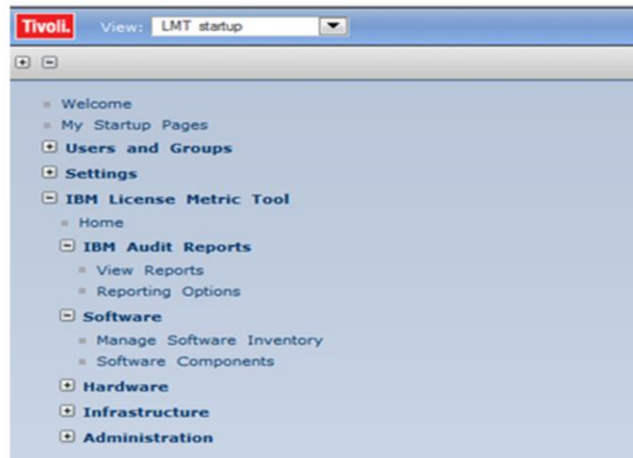 Tivoli. View: LMT startup
Welcome
My Startup Pages
Users and Groups
Settings
IBM License Metric Tool
Home
IBM Audit Reports
View Reports
Reporting Options
Software
Manage Software Inventory
Software Components
Hardware
Infrastructure
Administration